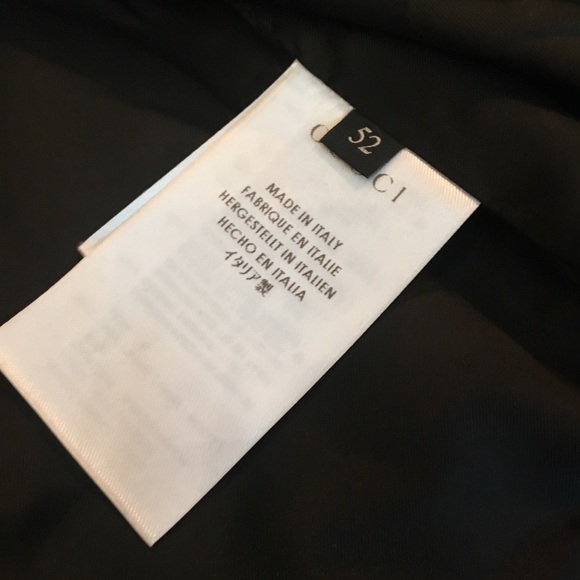 52
MADE IN ITALY
FABRIQUE EN ITALIE
HERGESTELLT IN ITALIEN
HECHO EN ITALIA
イタリア製